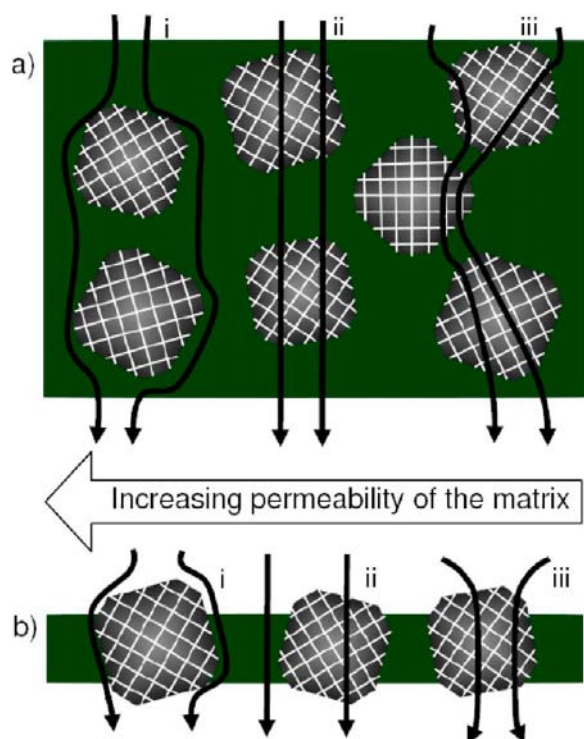 i ii iii
a)
Increasing permeability of the matrix
i ii iii
b)